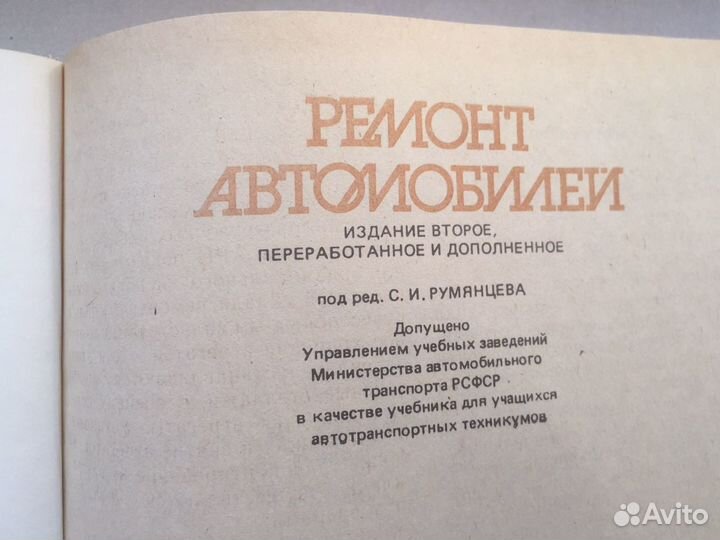 РЕМОНТ
АВТОМОБИЛЕЙ
ИЗДАНИЕ ВТОРОЕ,
ПЕРЕРАБОТАННОЕ И ДОПОЛНЕННОЕ
под ред. С. И. РУМЯНЦЕВА
Допущено
Управлением учебных заведений
Министерства автомобильного
транспорта РСФСР
в качестве учебника для учащихся
автотранспортных техникумов
Avito